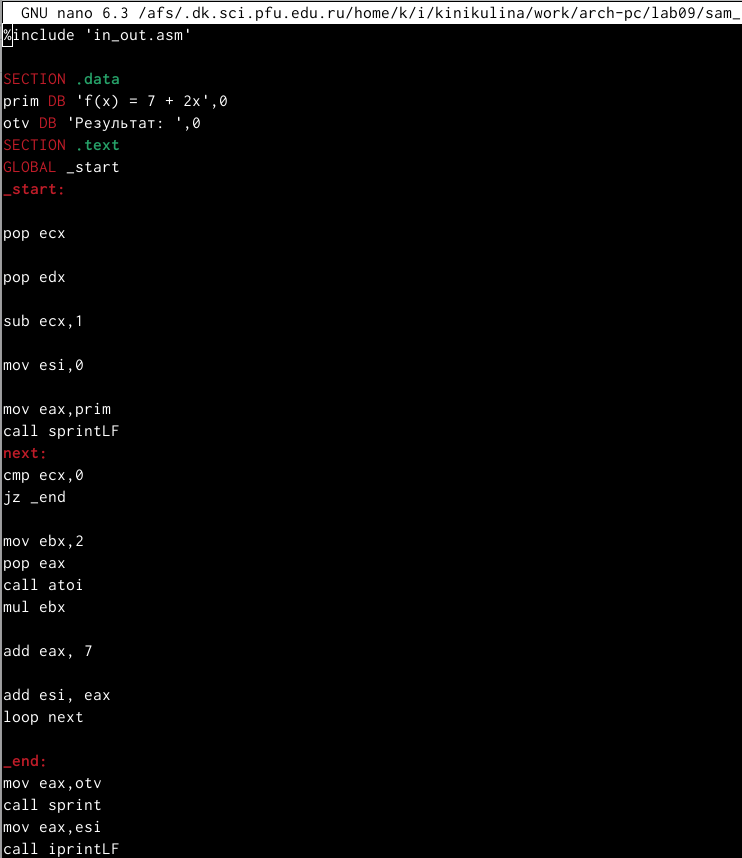 GNU nano 6.3 /afs/.dk.sci.pfu.edu.ru/home/k/i/kinikulina/work/arch-pc/lab09/sam_
%include 'in_out.asm'
SECTION .data
prim DB 'f(x) = 7 + 2x',0
otv DB 'Результат: ',0
SECTION .text
GLOBAL _start
_start:
pop ecx
pop edx
sub ecx,1
mov esi,0
mov eax,prim
call sprintLF
next:
cmp ecx,0
jz _end
mov ebx,2
pop eax
call atoi
mul ebx
add eax, 7
add esi, eax
loop next
_end:
mov eax,otv
call sprint
mov eax,esi
call iprintLF